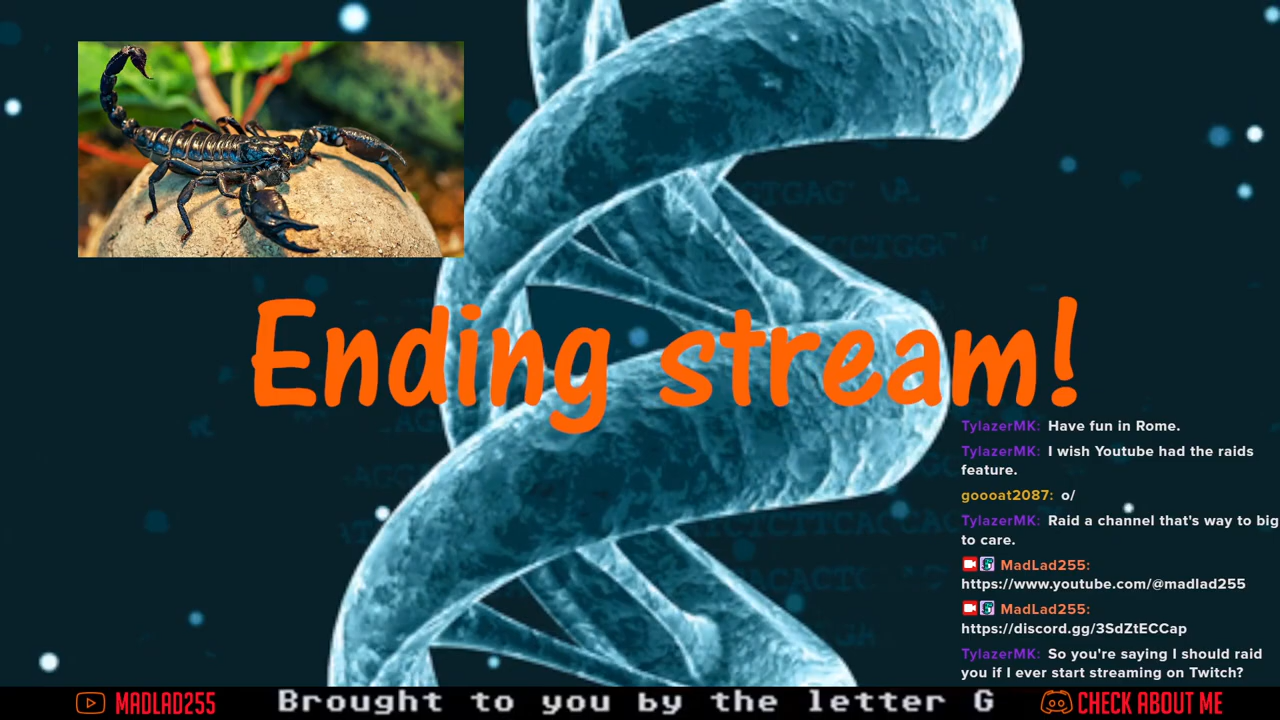 GTGAG
CCTGG
Ending stream!
TylazerMK: Have fun in Rome.
TylazerMK: I wish Youtube had the raids
feature.
goooat2087: o/
TylazerMK: Raid a channel that's way to big
to care.
MadLad255:
https://www.youtube.com/@madlad255
MadLad255:
https://discord.gg/3SdZtECCap
TylazerMK: So you're saying I should raid
you if I ever start streaming on Twitch?
MADLAD255
Brought to you by the letter G
CHECK ABOUT ME